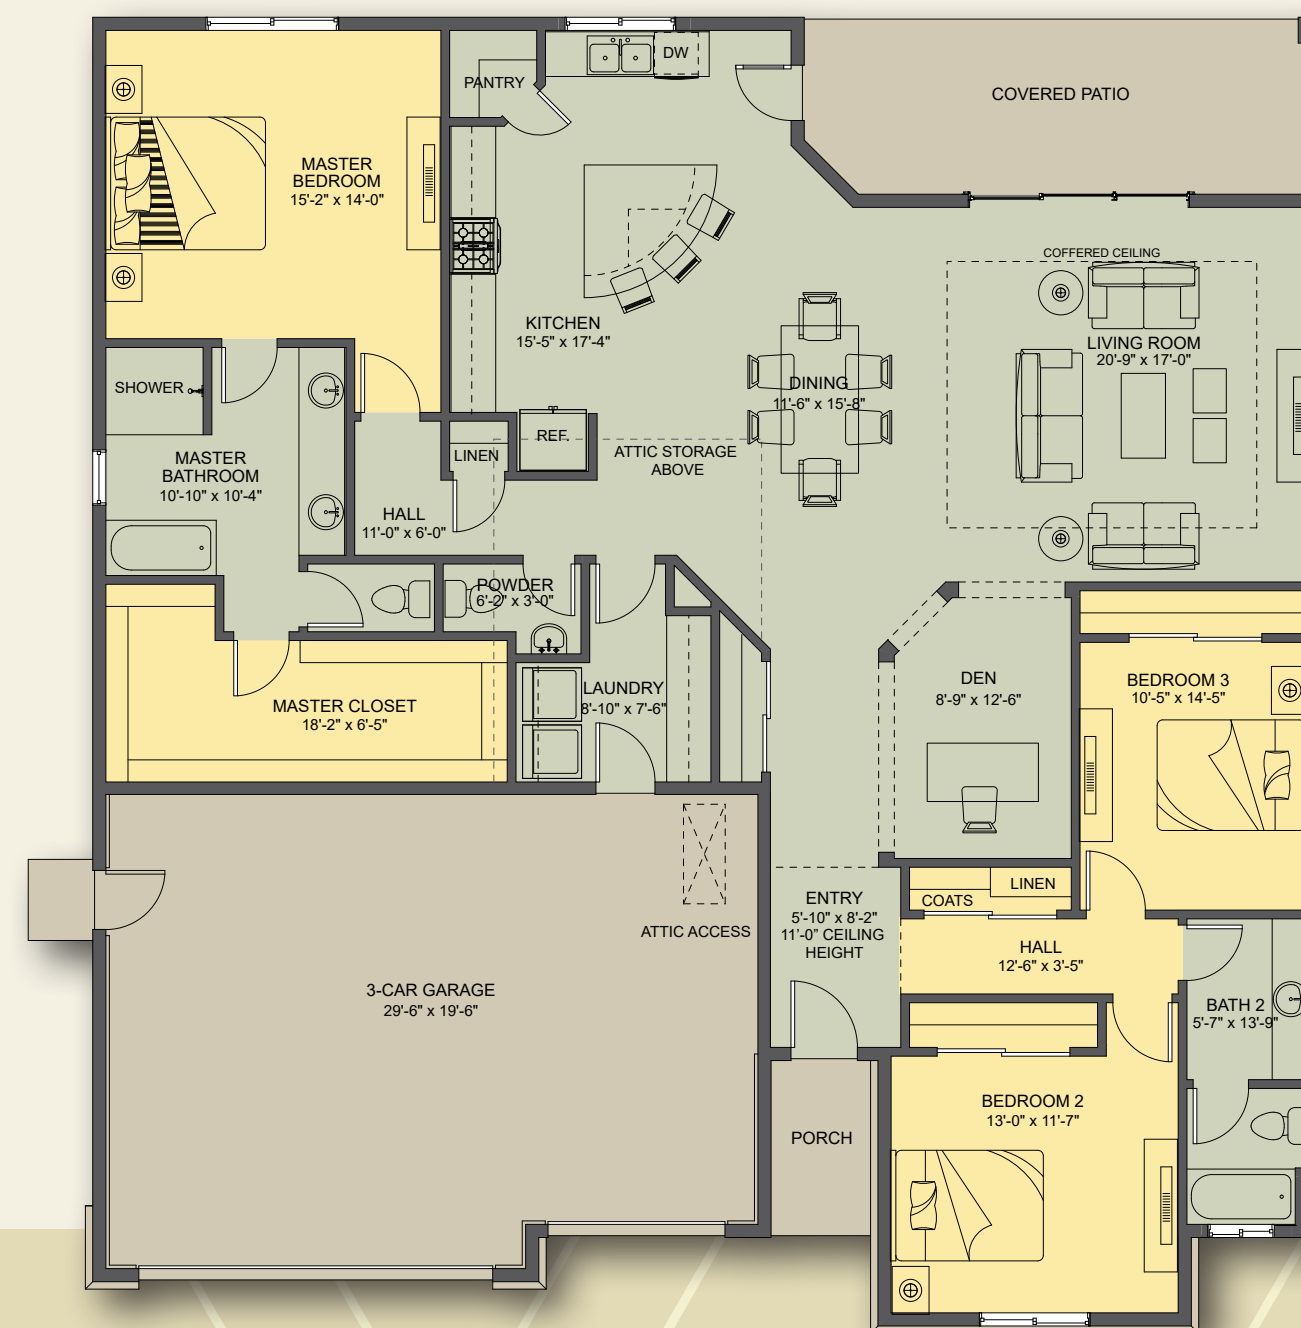 DW
PANTRY
COVERED PATIO
MASTER
BEDROOM
15'-2" x 14'-0"
COFFERED CEILING
KITCHEN
15'-5" x 17'-4"
LIVING ROOM
20'-9" x 17'-0"
DINING
11'-6" x 15'-8"
SHOWER
REF.
LINEN
ATTIC STORAGE
ABOVE
MASTER
BATHROOM
10'-10" x 10'-4"
HALL
11'-0" x 6'-0"
POWDER
6'-2" x 3'-0"
LAUNDRY
8'-10" x 7'-6"
MASTER CLOSET
18'-2" x 6'-5"
DEN
8'-9" x 12'-6"
BEDROOM 3
10'-5" x 14'-5"
LINEN
COATS
ENTRY
5'-10" x 8'-2"
11'-0" CEILING
HEIGHT
ATTIC ACCESS
HALL
12'-6" x 3'-5"
3-CAR GARAGE
29'-6" x 19'-6"
BATH 2
5'-7" x 13'-9"
BEDROOM 2
13'-0" x 11'-7"
PORCH